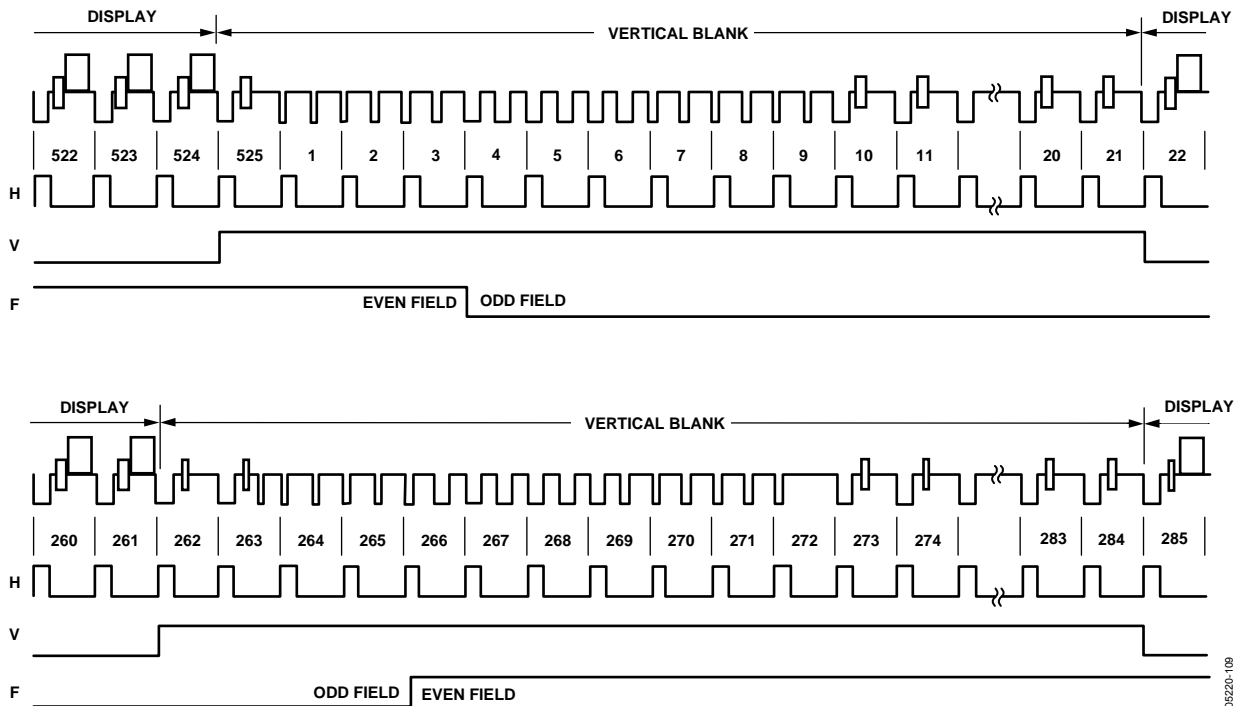 DISPLAY VERTICAL BLANK DISPLAY
522 523 524 525 1 2 3 4 5 6 7 8 9 10 11 20 21 22
H
V
F EVEN FIELD ODD FIELD
DISPLAY VERTICAL BLANK DISPLAY
260 261 262 263 264 265 266 267 268 269 270 271 272 273 274 283 284 285
H
V
F ODD FIELD EVEN FIELD
05220-109